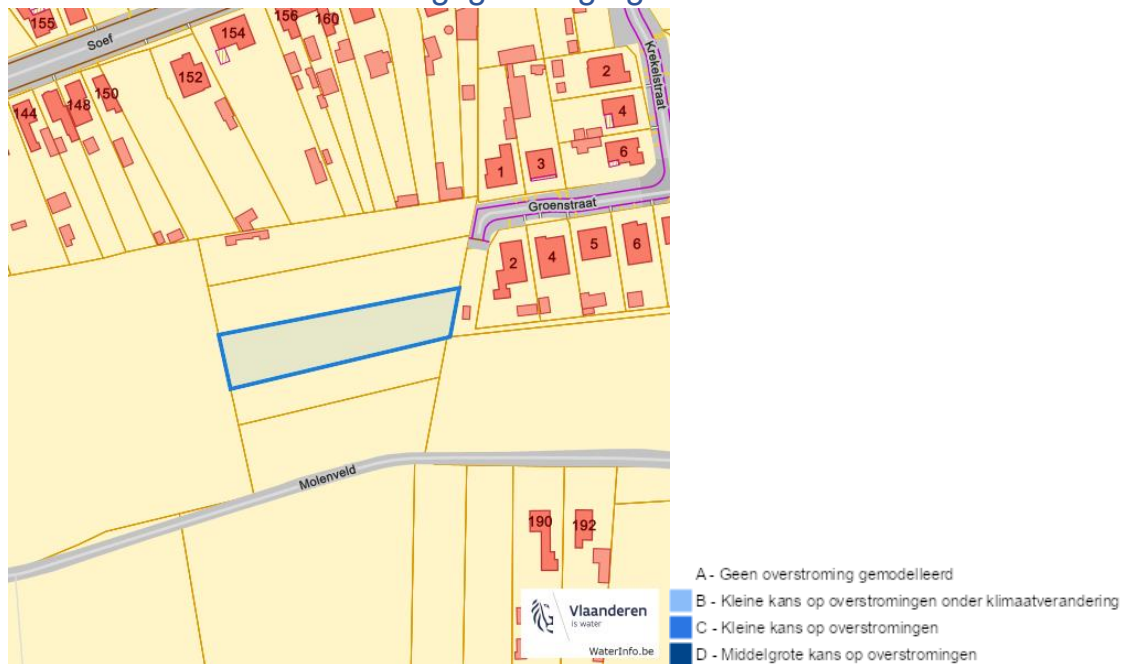 155
156
160
154
Soef
152
150
148
144
Krekelstraat
2
4
6
1
3
Groenstraat
2
4
5
6
Molenveld
190
192
Vlaanderen
is water
WaterInfo.be
A - Geen overstroming gemodelleerd
B - Kleine kans op overstromingen onder klimaatverandering
C - Kleine kans op overstromingen
D - Middelgrote kans op overstromingen